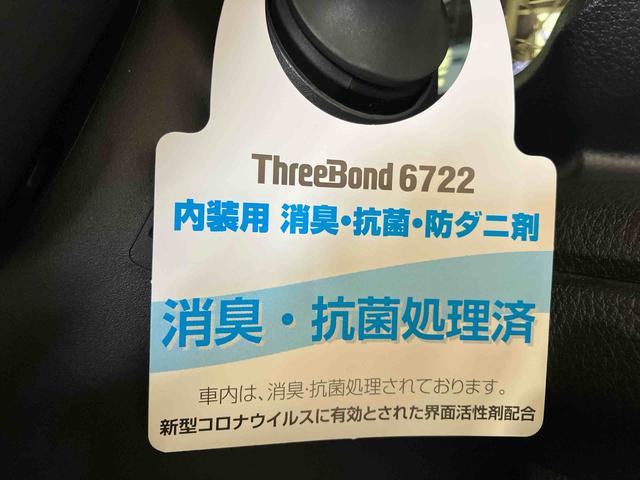 ThreeBond 6722
内装用 消臭・抗菌・防ダニ剤
消臭・抗菌処理済
車内は、消臭・抗菌処理されております。
新型コロナウイルスに有効とされた界面活性剤配合